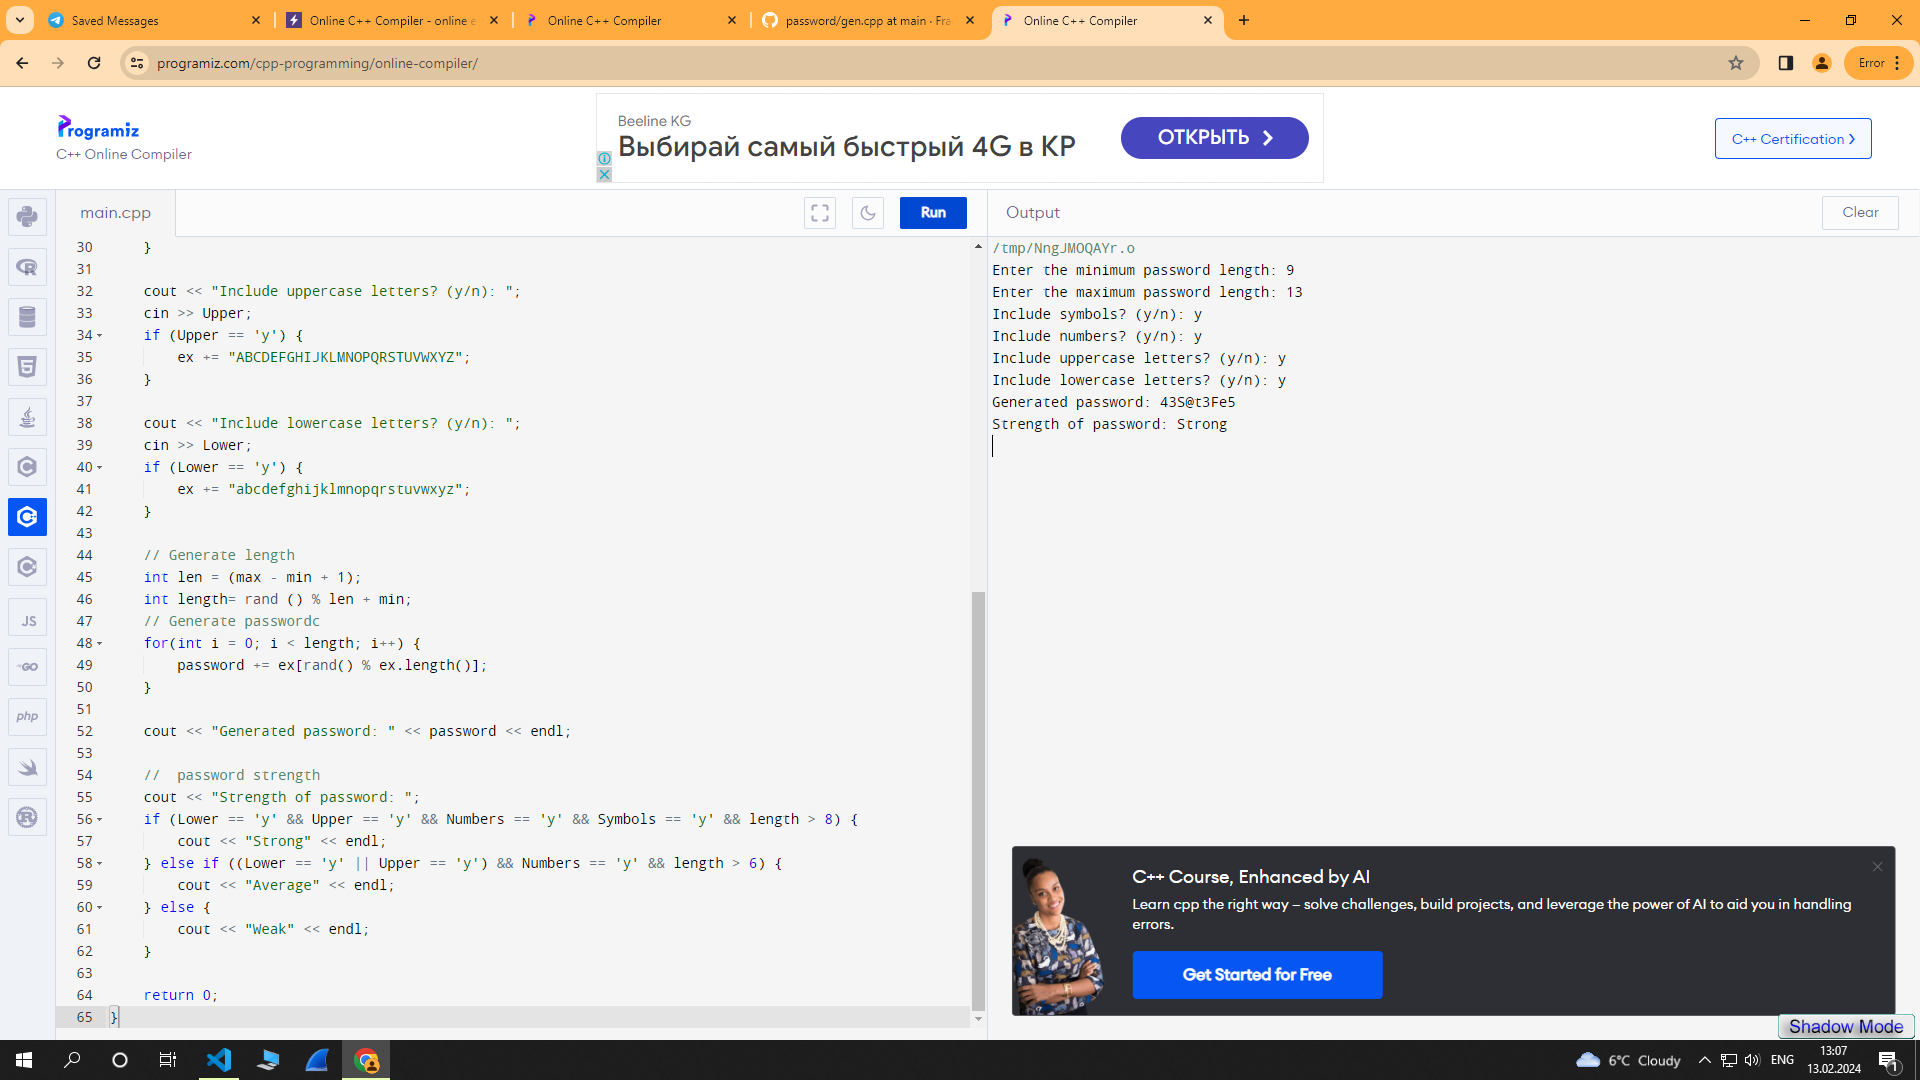 Saved Messages
Online C++ Compiler - online e
Online C++ Compiler
password/gen.cpp at main · Fra
Online C++ Compiler
programiz.com/cpp-programming/online-compiler/
Error
Programiz
C++ Online Compiler
Beeline KG
Выбирай самый быстрый 4G в КР
ОТКРЫТЬ
C++ Certification
main.cpp
Run
Output
Clear
30 }
31
32 cout << "Include uppercase letters? (y/n): ";
33 cin >> Upper;
34 if (Upper == 'y') {
35 ex += "ABCDEFGHIJKLMNOPQRSTUVWXYZ";
36 }
37
38 cout << "Include lowercase letters? (y/n): ";
39 cin >> Lower;
40 if (Lower == 'y') {
41 ex += "abcdefghijklmnopqrstuvwxyz";
42 }
43
44 // Generate length
45 int len = (max - min + 1);
46 int length= rand () % len + min;
47 // Generate passwordc
48 for(int i = 0; i < length; i++) {
49 password += ex[rand() % ex.length()];
50 }
51
52 cout << "Generated password: " << password << endl;
53
54 //  password strength
55 cout << "Strength of password: ";
56 if (Lower == 'y' && Upper == 'y' && Numbers == 'y' && Symbols == 'y' && length > 8) {
57 cout << "Strong" << endl;
58 } else if ((Lower == 'y' || Upper == 'y') && Numbers == 'y' && length > 6) {
59 cout << "Average" << endl;
60 } else {
61 cout << "Weak" << endl;
62 }
63
64 return 0;
65 }
/tmp/NngJMOQAYr.o
Enter the minimum password length: 9
Enter the maximum password length: 13
Include symbols? (y/n): y
Include numbers? (y/n): y
Include uppercase letters? (y/n): y
Include lowercase letters? (y/n): y
Generated password: 43S@t3Fe5
Strength of password: Strong
JS
GO
php
C++ Course, Enhanced by AI
Learn cpp the right way – solve challenges, build projects, and leverage the power of AI to aid you in handling
errors.
Get Started for Free
Shadow Mode
6°C Cloudy
ENG
13:07
13.02.2024
1